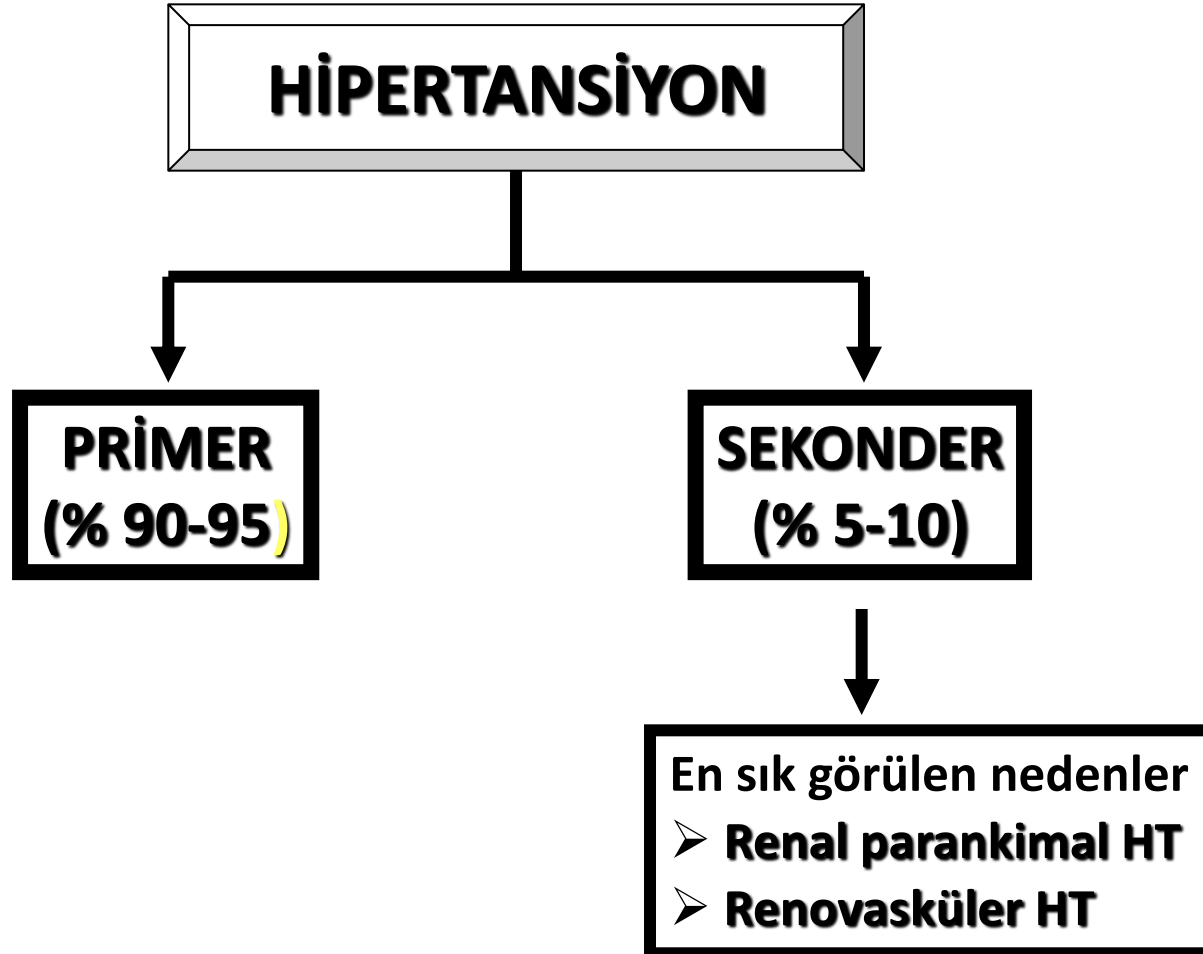 HİPERTANSİYON
PRİMER
(% 90-95)
SEKONDER
(% 5-10)
En sık görülen nedenler
➢ Renal parankimal HT
➢ Renovasküler HT